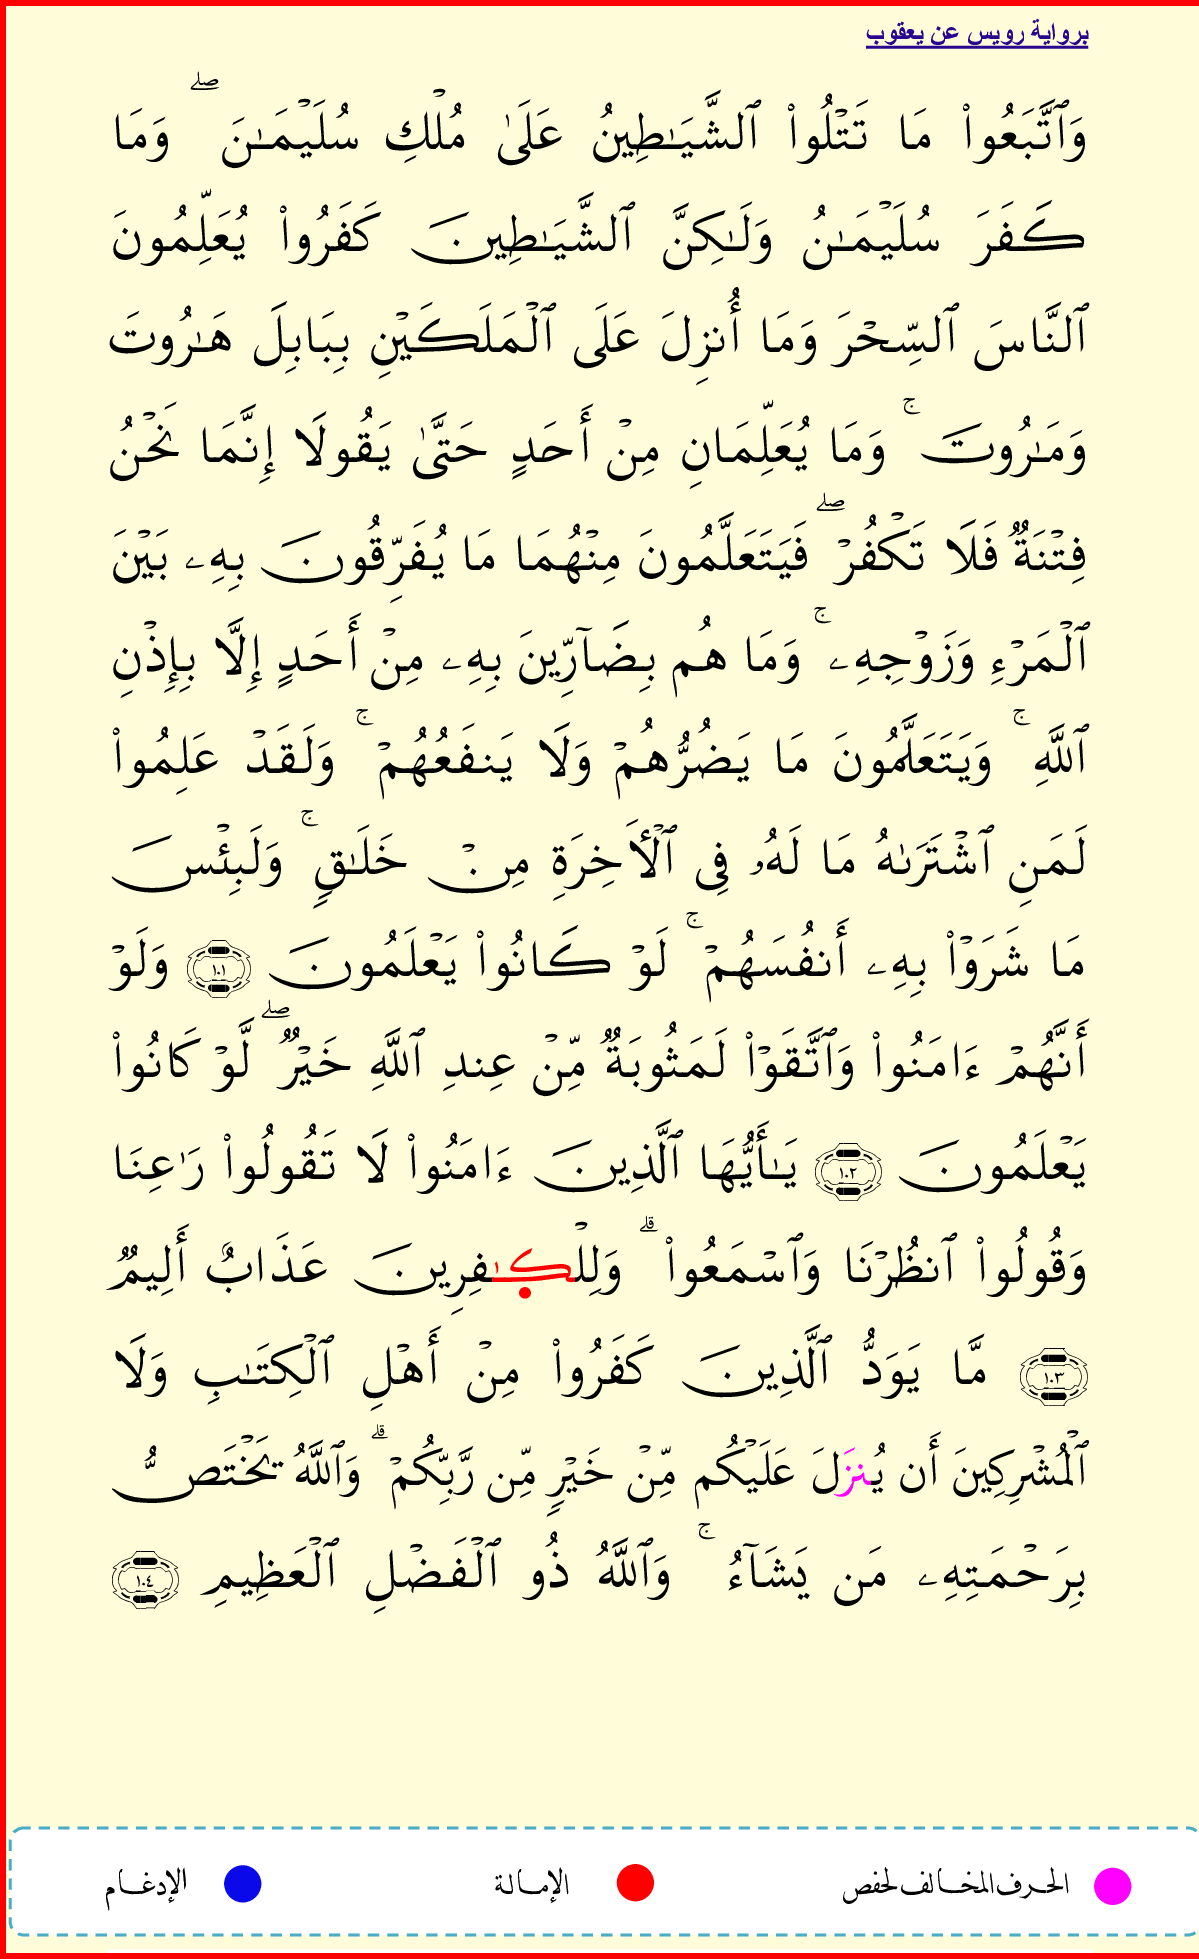 برواية رويس عن يعقوب
وَٱتَّبَعُوا۟ مَا تَتْلُوا۟ ٱلشَّيَـٰطِينُ عَلَىٰ مُلْكِ سُلَيْمَـٰنَ ۖ وَمَا
كَفَرَ سُلَيْمَـٰنُ وَلَـٰكِنَّ ٱلشَّيَـٰطِينَ كَفَرُوا۟ يُعَلِّمُونَ
ٱلنَّاسَ ٱلسِّحْرَ وَمَا أُنزِلَ عَلَى ٱلْمَلَكَيْنِ بِبَابِلَ هَـٰرُوتَ
وَمَـٰرُوتَ ۚ وَمَا يُعَلِّمَانِ مِنْ أَحَدٍ حَتَّىٰ يَقُولَا إِنَّمَا نَحْنُ
فِتْنَةٌ فَلَا تَكْفُرْ ۖ فَيَتَعَلَّمُونَ مِنْهُمَا مَا يُفَرِّقُونَ بِهِۦ بَيْنَ
ٱلْمَرْءِ وَزَوْجِهِۦ ۚ وَمَا هُم بِضَآرِّينَ بِهِۦ مِنْ أَحَدٍ إِلَّا بِإِذْنِ
ٱللَّهِ ۚ وَيَتَعَلَّمُونَ مَا يَضُرُّهُمْ وَلَا يَنفَعُهُمْ ۚ وَلَقَدْ عَلِمُوا۟
لَمَنِ ٱشْتَرَىٰهُ مَا لَهُۥ فِى ٱلْأَخِرَةِ مِنْ خَلَـٰقٍ ۚ وَلَبِئْسَ
مَا شَرَوْا۟ بِهِۦ أَنفُسَهُمْ ۚ لَوْ كَانُوا۟ يَعْلَمُونَ ١٠١ وَلَوْ
أَنَّهُمْ ءَامَنُوا۟ وَٱتَّقَوْا۟ لَمَثُوبَةٌ مِّنْ عِندِ ٱللَّهِ خَيْرٌ ۖ لَّوْ كَانُوا۟
يَعْلَمُونَ ١٠٢ يَـٰأَيُّهَا ٱلَّذِينَ ءَامَنُوا۟ لَا تَقُولُوا۟ رَٰعِنَا
وَقُولُوا۟ ٱنظُرْنَا وَٱسْمَعُوا۟ ۗ وَلِلْكَـٰفِرِينَ عَذَابٌ أَلِيمٌ
١٠٣ مَّا يَوَدُّ ٱلَّذِينَ كَفَرُوا۟ مِنْ أَهْلِ ٱلْكِتَـٰبِ وَلَا
ٱلْمُشْرِكِينَ أَن يُنزَلَ عَلَيْكُم مِّنْ خَيْرٍ مِّن رَّبِّكُمْ ۗ وَٱللَّهُ يَخْتَصُّ
بِرَحْمَتِهِۦ مَن يَشَآءُ ۚ وَٱللَّهُ ذُو ٱلْفَضْلِ ٱلْعَظِيمِ ١٠٤
الحرف المخالف لحفص الإمالة الإدغام